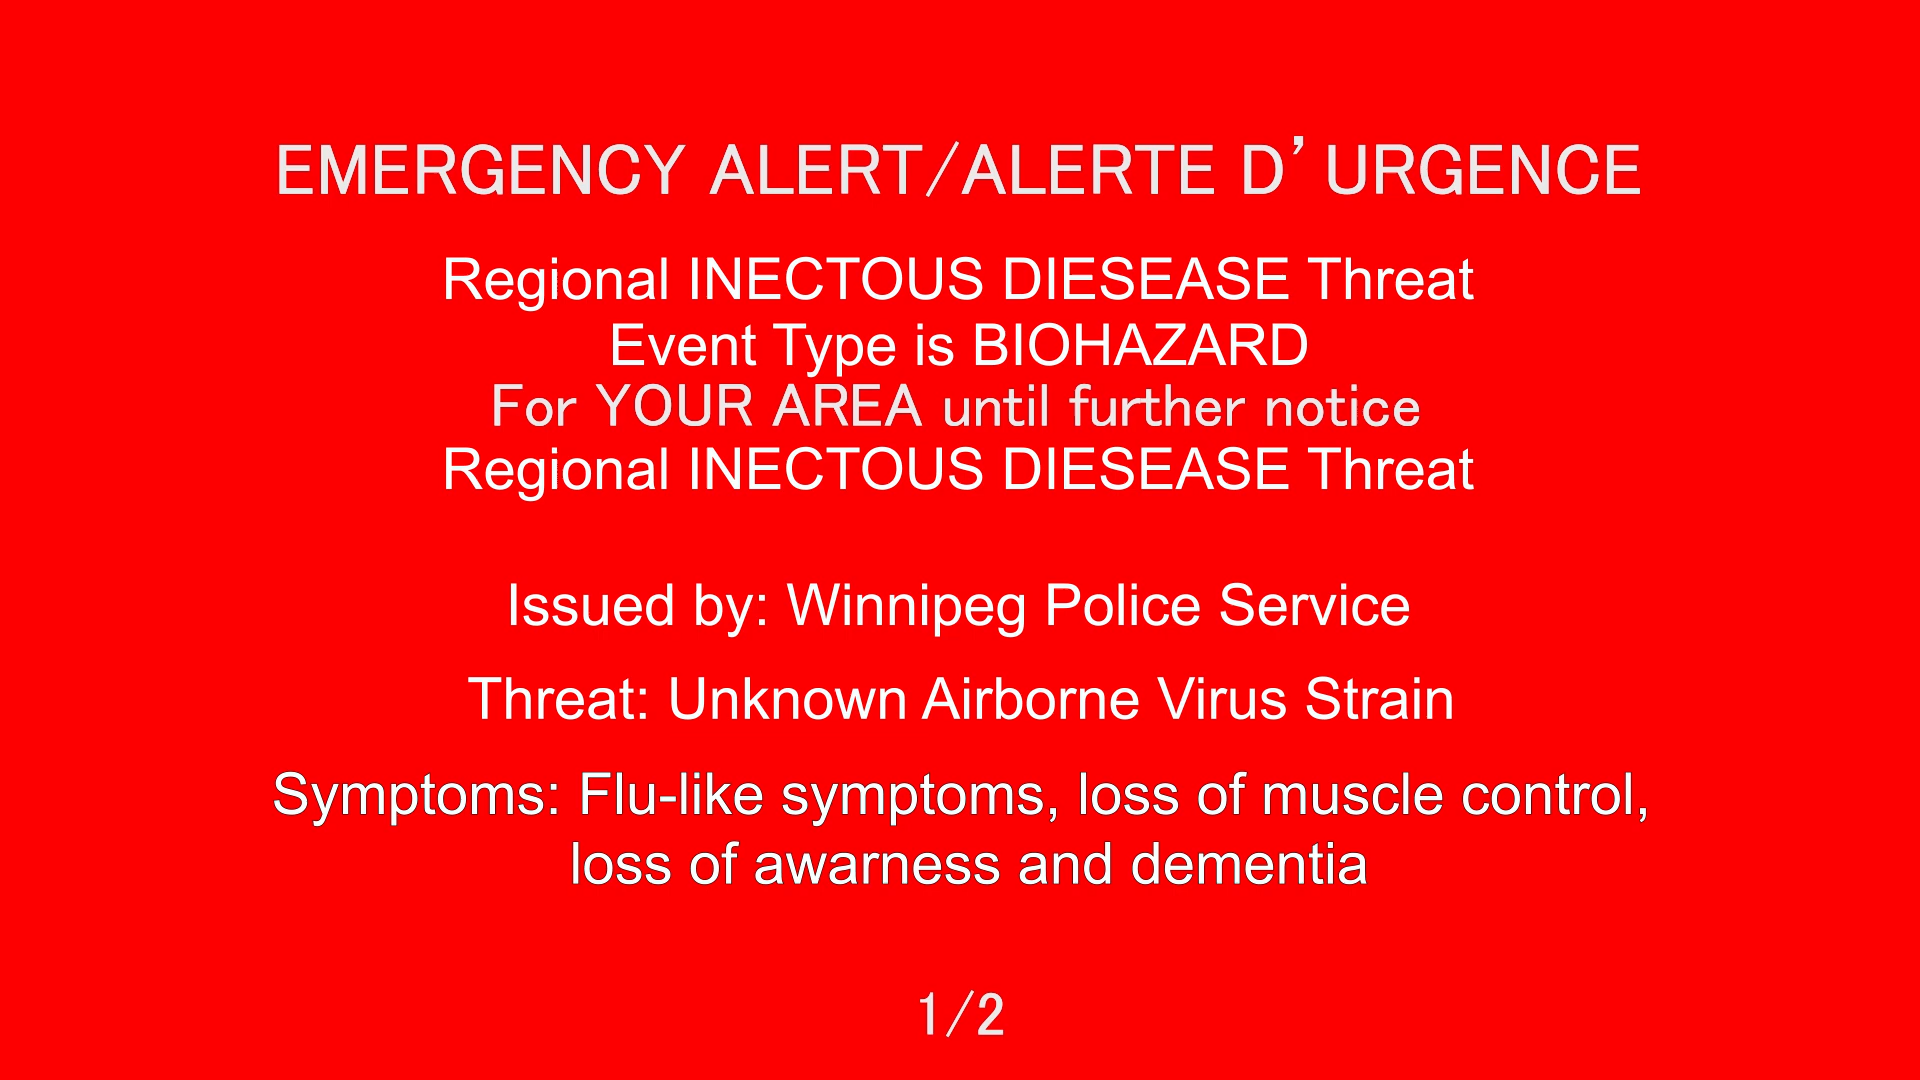 EMERGENCY ALERT/ALERTE D'URGENCE
Regional INECTOUS DIESEASE Threat
Event Type is BIOHAZARD
For YOUR AREA until further notice
Regional INECTOUS DIESEASE Threat
Issued by: Winnipeg Police Service
Threat: Unknown Airborne Virus Strain
Symptoms: Flu-like symptoms, loss of muscle control,
loss of awarness and dementia
1/2